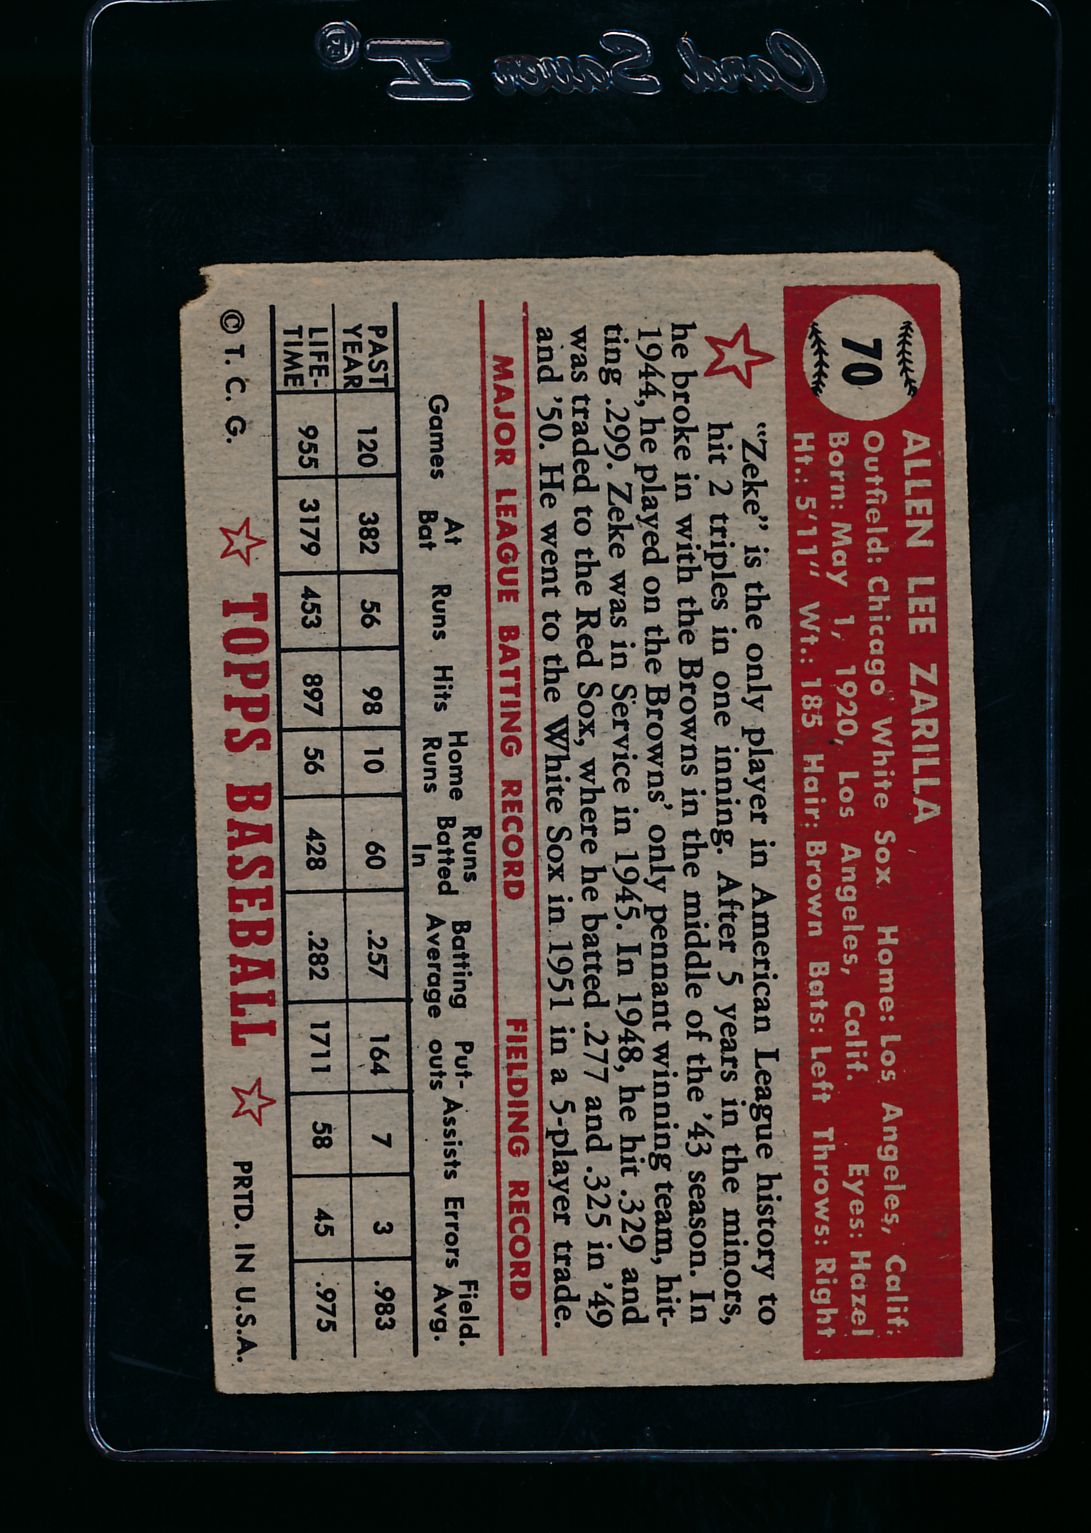 Card Saver I®
70
ALLEN LEE ZARILLA
Outfield: Chicago White Sox Home: Los Angeles, Calif.
Born: May 1, 1920, Los Angeles, Calif. Eyes: Hazel
Ht.: 5'11" Wt.: 185 Hair: Brown Bats: Left Throws: Right
"Zeke" is the only player in American League history to
hit 2 triples in one inning. After 5 years in the minors,
he broke in with the Browns in the middle of the '43 season. In
1944, he played on the Browns' only pennant winning team, hit-
ting .299. Zeke was in Service in 1945. In 1948, he hit .329 and
was traded to the Red Sox, where he batted .277 and .325 in '49
and '50. He went to the White Sox in 1951 in a 5-player trade.
MAJOR LEAGUE BATTING RECORD FIELDING RECORD
Games At Bat Runs Hits Home Runs Runs Batted In Batting Average Put-outs Assists Errors Field. Avg.
PAST YEAR 120 382 56 98 10 60 .257 164 7 3 .983
LIFE-TIME 955 3179 453 897 56 428 .282 1711 58 45 .975
© T. C. G. TOPPS BASEBALL PRTD. IN U.S.A.